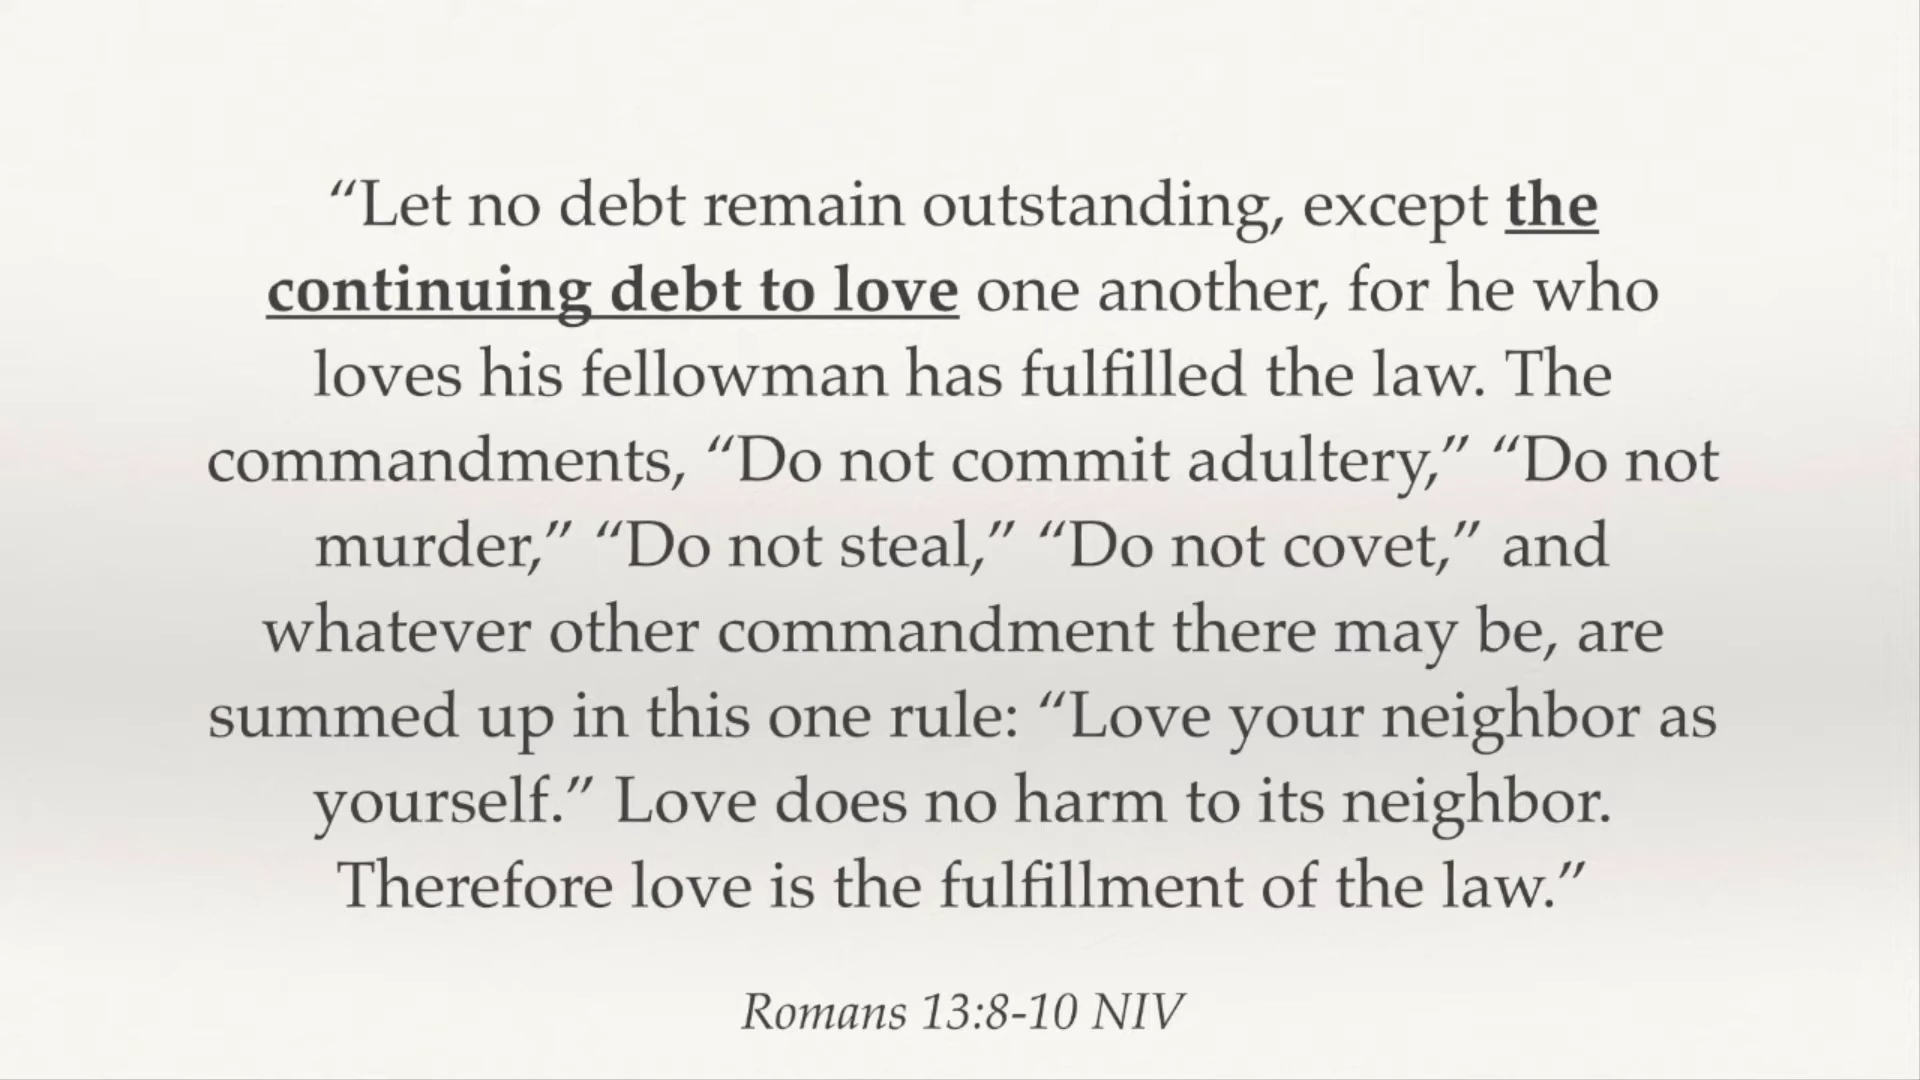 “Let no debt remain outstanding, except the
continuing debt to love one another, for he who
loves his fellowman has fulfilled the law. The
commandments, “Do not commit adultery,” “Do not
murder,” “Do not steal,” “Do not covet,” and
whatever other commandment there may be, are
summed up in this one rule: “Love your neighbor as
yourself.” Love does no harm to its neighbor.
Therefore love is the fulfillment of the law.”
Romans 13:8-10 NIV